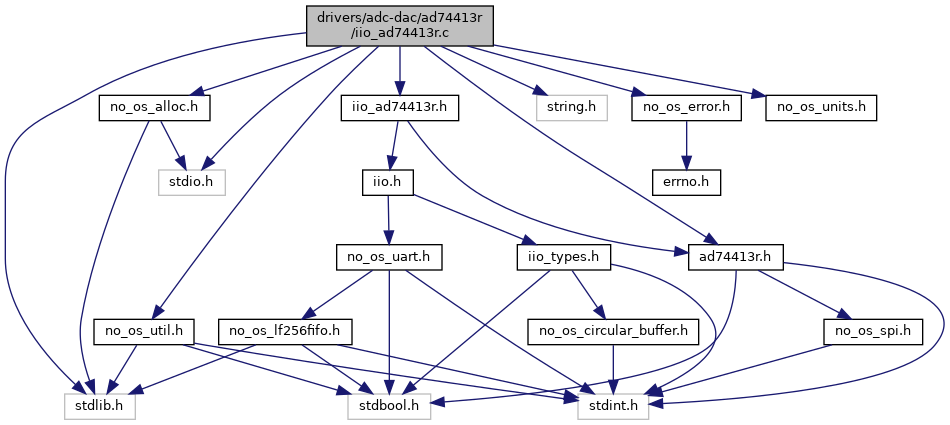 drivers/adc-dac/ad74413r
/iio_ad74413r.c
no_os_alloc.h
iio_ad74413r.h
string.h
no_os_error.h
no_os_units.h
stdio.h
iio.h
errno.h
no_os_uart.h
iio_types.h
ad74413r.h
no_os_util.h
no_os_lf256fifo.h
no_os_circular_buffer.h
no_os_spi.h
stdlib.h
stdbool.h
stdint.h